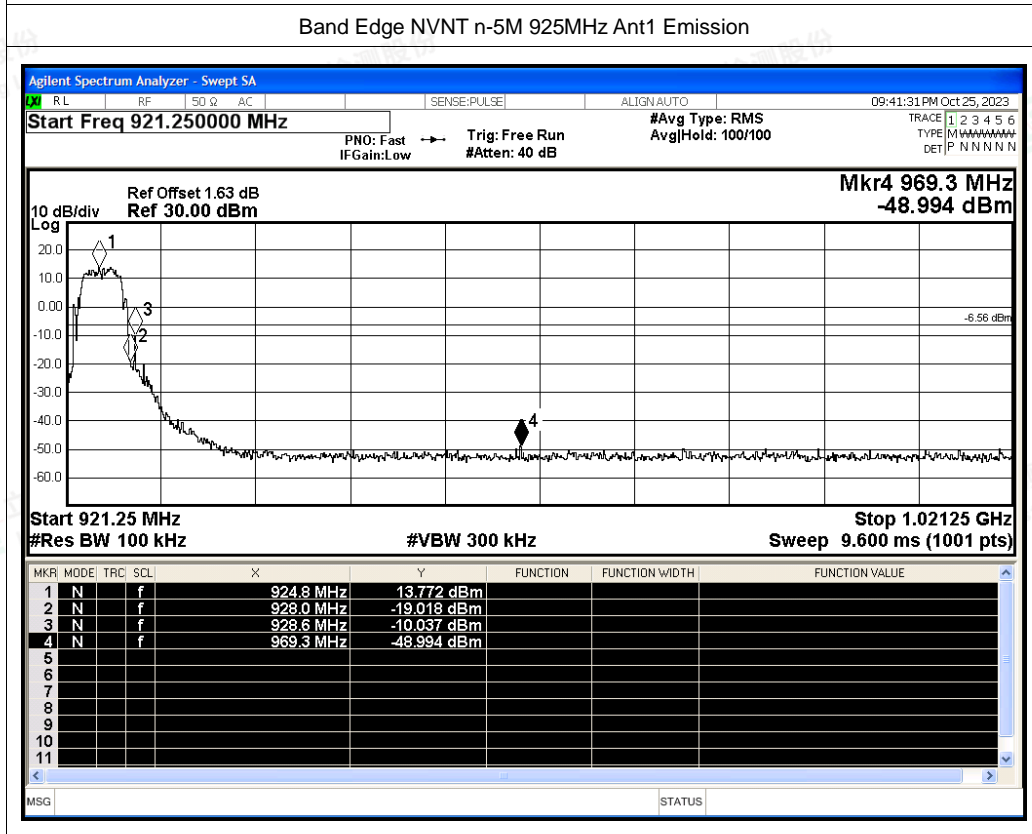 Band Edge NVNT n-5M 925MHz Ant1 Emission
Agilent Spectrum Analyzer - Swept SA
LXI RL RF 50 Ω AC SENSE:PULSE ALIGNAUTO 09:41:31 PM Oct 25, 2023
Start Freq 921.250000 MHz
PNO: Fast
IFGain:Low
Trig: Free Run
#Atten: 40 dB
#Avg Type: RMS
Avg|Hold: 100/100
TRACE 1 2 3 4 5 6
TYPE M
DET P N N N N N
Mkr4 969.3 MHz
-48.994 dBm
Ref Offset 1.63 dB
10 dB/div Ref 30.00 dBm
Log
20.0
10.0
0.00
-10.0
-20.0
-30.0
-40.0
-50.0
-60.0
1
3
2
4
-6.56 dBm
Start 921.25 MHz Stop 1.02125 GHz
#Res BW 100 kHz #VBW 300 kHz Sweep 9.600 ms (1001 pts)
MKR MODE TRC SCL X Y FUNCTION FUNCTION WIDTH FUNCTION VALUE
1 N f 924.8 MHz 13.772 dBm
2 N f 928.0 MHz -19.018 dBm
3 N f 928.6 MHz -10.037 dBm
4 N f 969.3 MHz -48.994 dBm
5
6
7
8
9
10
11
MSG STATUS